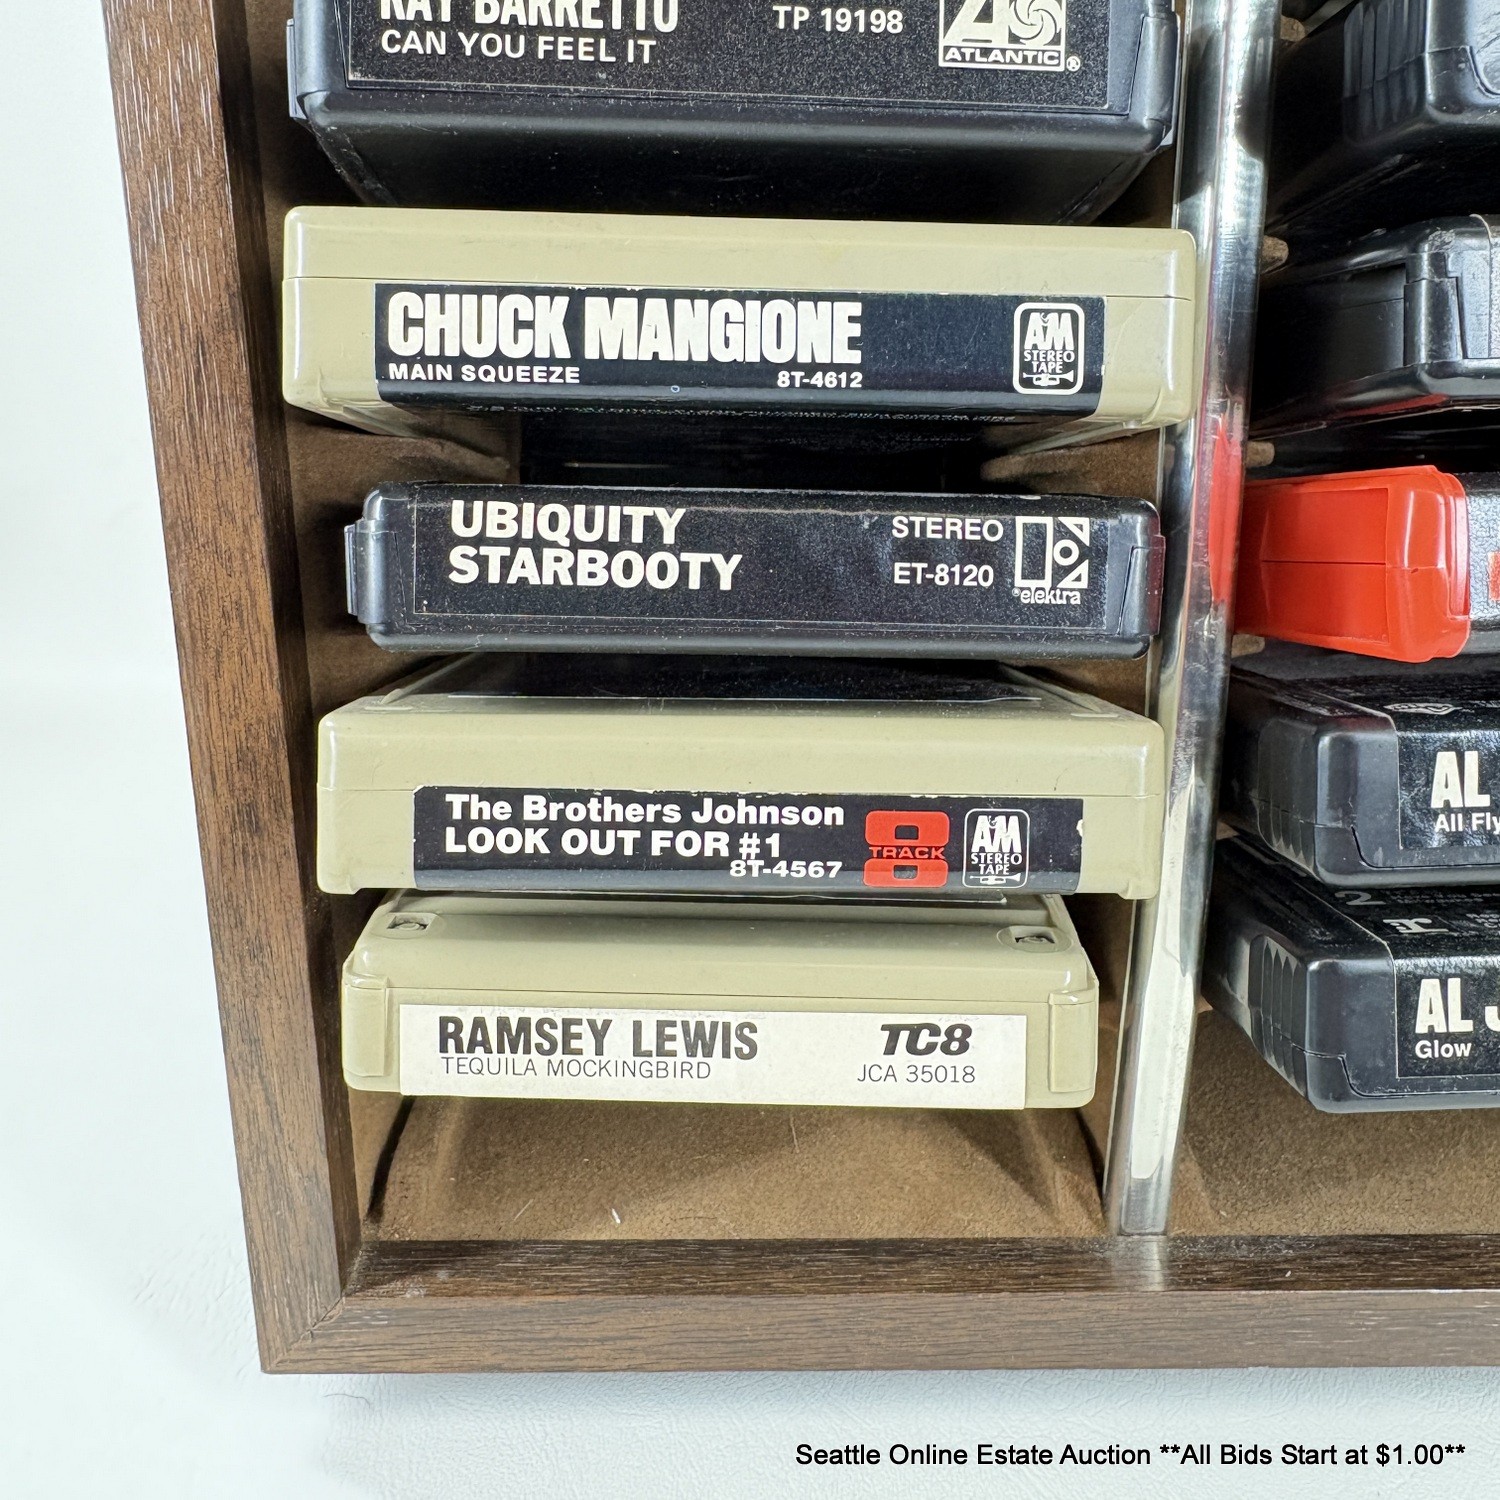 RAY BARRETTO
CAN YOU FEEL IT
TP 19198
ATLANTIC®
CHUCK MANGIONE
MAIN SQUEEZE
8T-4612
A&M
STEREO
TAPE
UBIQUITY
STARBOOTY
STEREO
ET-8120
®elektra
The Brothers Johnson
LOOK OUT FOR #1
8T-4567
8
TRACK
A&M
STEREO
TAPE
RAMSEY LEWIS
TEQUILA MOCKINGBIRD
TC8
JCA 35018
AL
All Fly
AL J
Glow
Seattle Online Estate Auction **All Bids Start at $1.00**